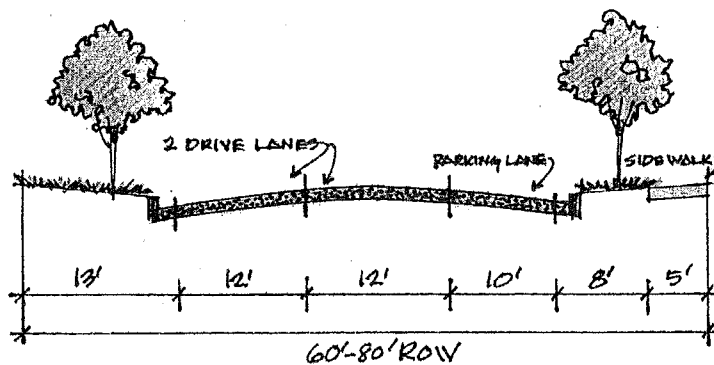 2 DRIVE LANES
PARKING LANE
SIDEWALK
13'
12'
12'
10'
8'
5'
60'-80' ROW